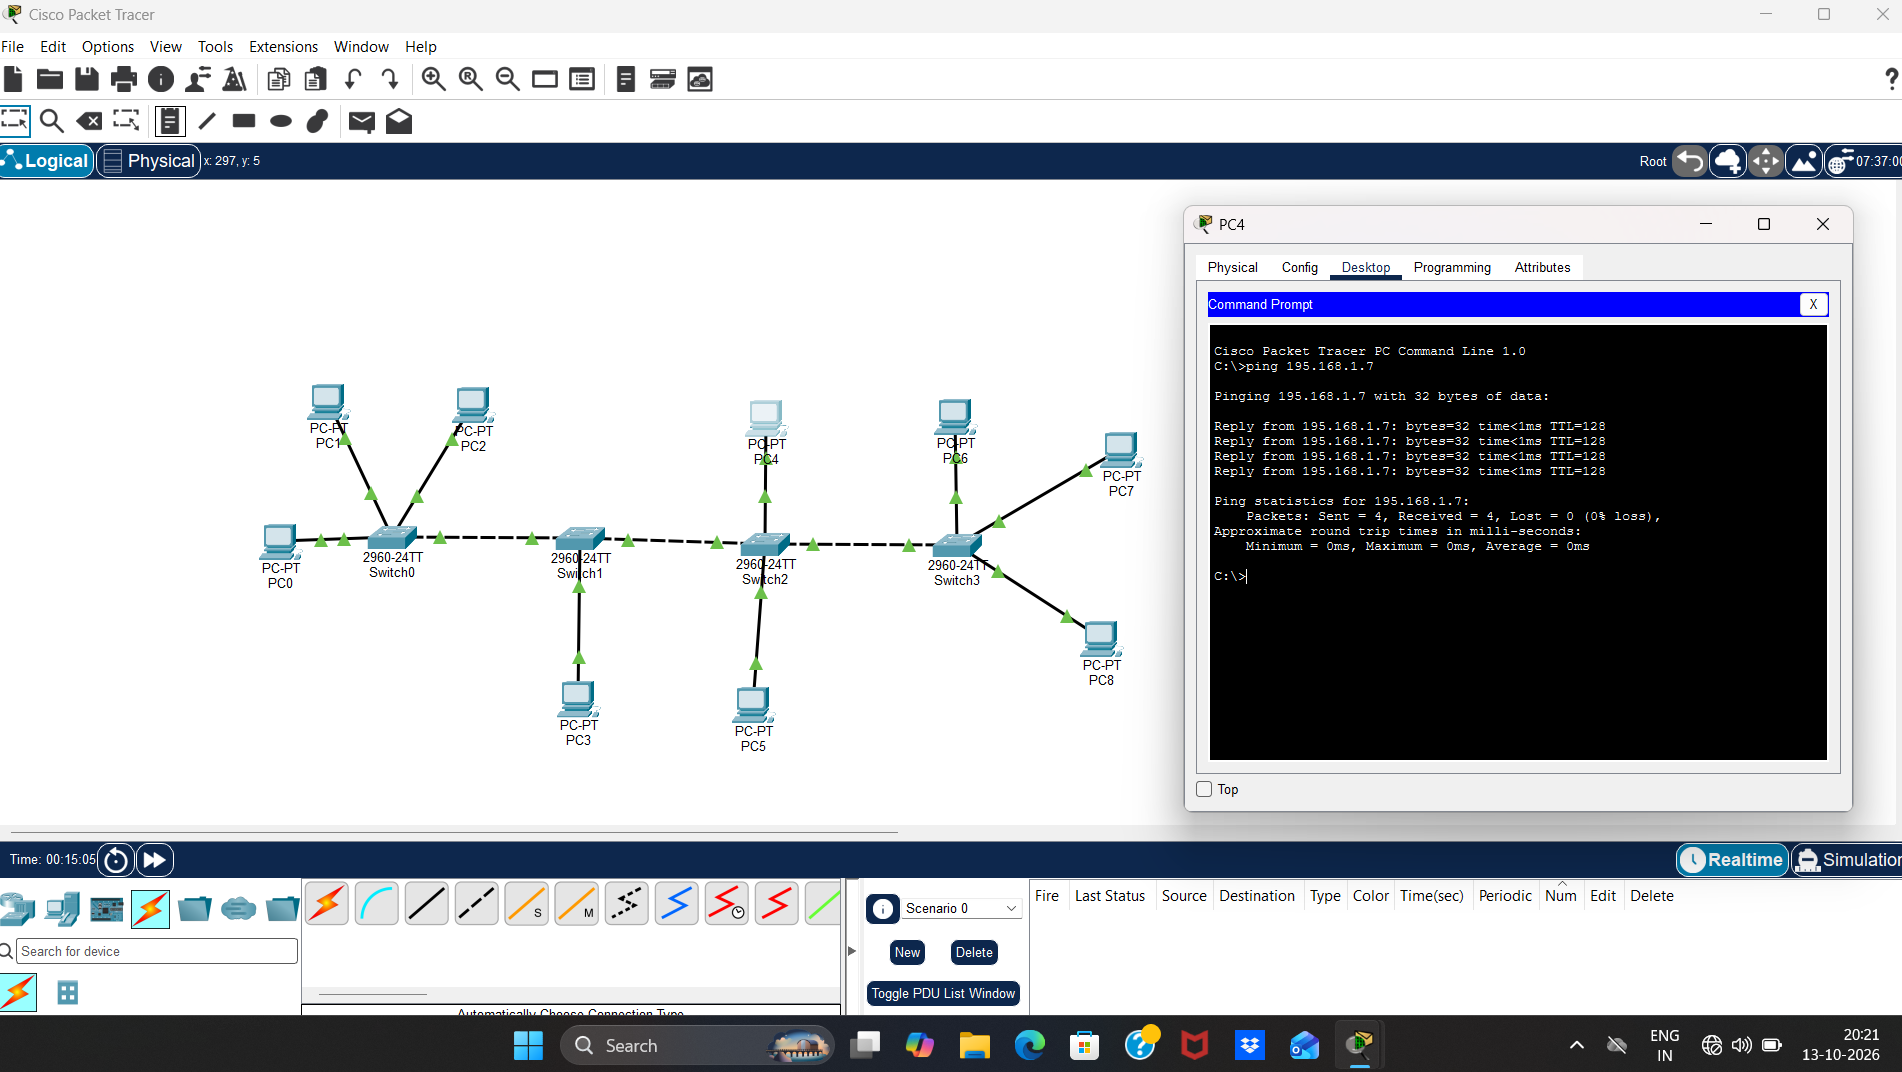 Cisco Packet Tracer
File Edit Options View Tools Extensions Window Help
?
Logical Physical x: 297, y: 5
Root 07:37:00
PC4
Physical Config Desktop Programming Attributes
Command Prompt
X
Cisco Packet Tracer PC Command Line 1.0
C:\>ping 195.168.1.7
Pinging 195.168.1.7 with 32 bytes of data:
Reply from 195.168.1.7: bytes=32 time<1ms TTL=128
Reply from 195.168.1.7: bytes=32 time<1ms TTL=128
Reply from 195.168.1.7: bytes=32 time<1ms TTL=128
Reply from 195.168.1.7: bytes=32 time<1ms TTL=128
Ping statistics for 195.168.1.7:
Packets: Sent = 4, Received = 4, Lost = 0 (0% loss),
Approximate round trip times in milli-seconds:
Minimum = 0ms, Maximum = 0ms, Average = 0ms
C:\>
Top
PC-PT
PC1
PC-PT
PC2
PC-PT
PC4
PC-PT
PC6
PC-PT
PC7
PC-PT
PC0
2960-24TT
Switch0
2960-24TT
Switch1
2960-24TT
Switch2
2960-24TT
Switch3
PC-PT
PC3
PC-PT
PC5
PC-PT
PC8
Time: 00:15:05
Realtime Simulation
S
M
Search for device
Automatically Choose Connection Type
Scenario 0
New Delete
Toggle PDU List Window
Fire Last Status Source Destination Type Color Time(sec) Periodic Num Edit Delete
Search
ENG
IN
20:21
13-10-2026